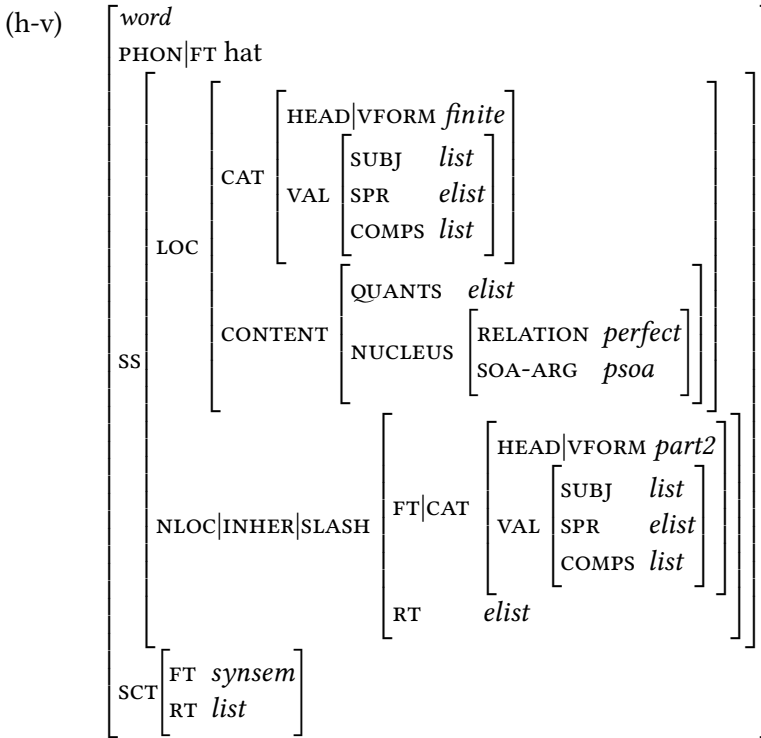 (h-v)
word
PHON|FT hat
HEAD|VFORM finite
SUBJ list
CAT
VAL SPR elist
COMPS list
LOC
QUANTS elist
CONTENT
RELATION perfect
NUCLEUS
SOA-ARG psoa
SS
HEAD|VFORM part2
SUBJ list
FT|CAT
VAL SPR elist
NLOC|INHER|SLASH
COMPS list
RT elist
FT synsem
SCT
RT list